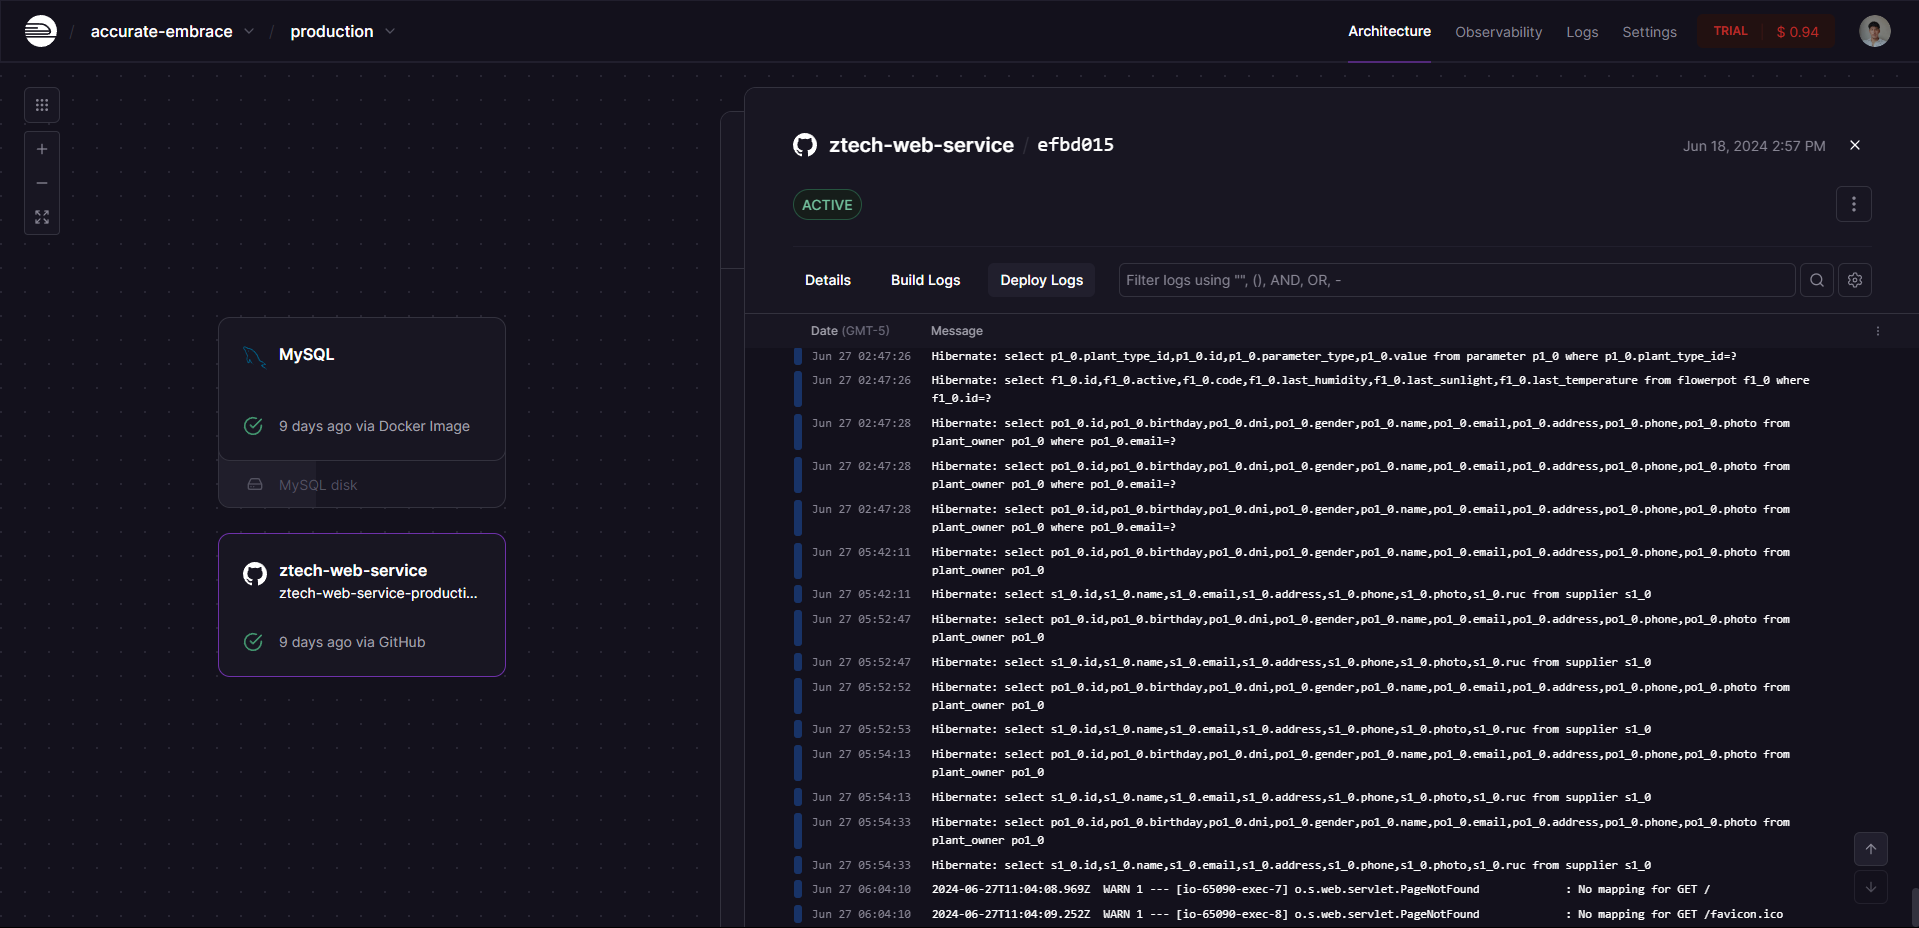 accurate-embrace / production
Architecture Observability Logs Settings TRIAL $ 0.94
ztech-web-service / efbd015
Jun 18, 2024 2:57 PM
ACTIVE
Details Build Logs Deploy Logs Filter logs using "", (), AND, OR, -
Date (GMT-5) Message
MySQL
9 days ago via Docker Image
MySQL disk
ztech-web-service
ztech-web-service-producti...
9 days ago via GitHub
Jun 27 02:47:26 Hibernate: select p1_0.plant_type_id,p1_0.id,p1_0.parameter_type,p1_0.value from parameter p1_0 where p1_0.plant_type_id=?
Jun 27 02:47:26 Hibernate: select f1_0.id,f1_0.active,f1_0.code,f1_0.last_humidity,f1_0.last_sunlight,f1_0.last_temperature from flowerpot f1_0 where
f1_0.id=?
Jun 27 02:47:28 Hibernate: select po1_0.id,po1_0.birthday,po1_0.dni,po1_0.gender,po1_0.name,po1_0.email,po1_0.address,po1_0.phone,po1_0.photo from
plant_owner po1_0 where po1_0.email=?
Jun 27 02:47:28 Hibernate: select po1_0.id,po1_0.birthday,po1_0.dni,po1_0.gender,po1_0.name,po1_0.email,po1_0.address,po1_0.phone,po1_0.photo from
plant_owner po1_0 where po1_0.email=?
Jun 27 02:47:28 Hibernate: select po1_0.id,po1_0.birthday,po1_0.dni,po1_0.gender,po1_0.name,po1_0.email,po1_0.address,po1_0.phone,po1_0.photo from
plant_owner po1_0 where po1_0.email=?
Jun 27 05:42:11 Hibernate: select po1_0.id,po1_0.birthday,po1_0.dni,po1_0.gender,po1_0.name,po1_0.email,po1_0.address,po1_0.phone,po1_0.photo from
plant_owner po1_0
Jun 27 05:42:11 Hibernate: select s1_0.id,s1_0.name,s1_0.email,s1_0.address,s1_0.phone,s1_0.photo,s1_0.ruc from supplier s1_0
Jun 27 05:52:47 Hibernate: select po1_0.id,po1_0.birthday,po1_0.dni,po1_0.gender,po1_0.name,po1_0.email,po1_0.address,po1_0.phone,po1_0.photo from
plant_owner po1_0
Jun 27 05:52:47 Hibernate: select s1_0.id,s1_0.name,s1_0.email,s1_0.address,s1_0.phone,s1_0.photo,s1_0.ruc from supplier s1_0
Jun 27 05:52:52 Hibernate: select po1_0.id,po1_0.birthday,po1_0.dni,po1_0.gender,po1_0.name,po1_0.email,po1_0.address,po1_0.phone,po1_0.photo from
plant_owner po1_0
Jun 27 05:52:53 Hibernate: select s1_0.id,s1_0.name,s1_0.email,s1_0.address,s1_0.phone,s1_0.photo,s1_0.ruc from supplier s1_0
Jun 27 05:54:13 Hibernate: select po1_0.id,po1_0.birthday,po1_0.dni,po1_0.gender,po1_0.name,po1_0.email,po1_0.address,po1_0.phone,po1_0.photo from
plant_owner po1_0
Jun 27 05:54:13 Hibernate: select s1_0.id,s1_0.name,s1_0.email,s1_0.address,s1_0.phone,s1_0.photo,s1_0.ruc from supplier s1_0
Jun 27 05:54:33 Hibernate: select po1_0.id,po1_0.birthday,po1_0.dni,po1_0.gender,po1_0.name,po1_0.email,po1_0.address,po1_0.phone,po1_0.photo from
plant_owner po1_0
Jun 27 05:54:33 Hibernate: select s1_0.id,s1_0.name,s1_0.email,s1_0.address,s1_0.phone,s1_0.photo,s1_0.ruc from supplier s1_0
Jun 27 06:04:10 2024-06-27T11:04:08.969Z WARN 1 --- [io-65090-exec-7] o.s.web.servlet.PageNotFound : No mapping for GET /
Jun 27 06:04:10 2024-06-27T11:04:09.252Z WARN 1 --- [io-65090-exec-8] o.s.web.servlet.PageNotFound : No mapping for GET /favicon.ico